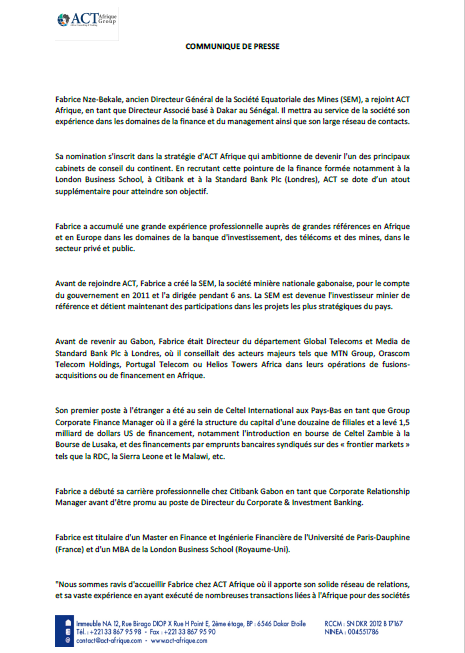 ACT Afrique
Group
COMMUNIQUE DE PRESSE
Fabrice Nze-Bekale, ancien Directeur Général de la Société Equatoriale des Mines (SEM), a rejoint ACT
Afrique, en tant que Directeur Associé basé à Dakar au Sénégal. Il mettra au service de la société son
expérience dans les domaines de la finance et du management ainsi que son large réseau de contacts.
Sa nomination s'inscrit dans la stratégie d'ACT Afrique qui ambitionne de devenir l'un des principaux
cabinets de conseil du continent. En recrutant cette pointure de la finance formée notamment à la
London Business School, à Citibank et à la Standard Bank Plc (Londres), ACT se dote d'un atout
supplémentaire pour atteindre son objectif.
Fabrice a accumulé une grande expérience professionnelle auprès de grandes références en Afrique
et en Europe dans les domaines de la banque d'investissement, des télécoms et des mines, dans le
secteur privé et public.
Avant de rejoindre ACT, Fabrice a créé la SEM, la société minière nationale gabonaise, pour le compte
du gouvernement en 2011 et l'a dirigée pendant 6 ans. La SEM est devenue l'investisseur minier de
référence et détient maintenant des participations dans les projets les plus stratégiques du pays.
Avant de revenir au Gabon, Fabrice était Directeur du département Global Telecoms et Media de
Standard Bank Plc à Londres, où il conseillait des acteurs majeurs tels que MTN Group, Orascom
Telecom Holdings, Portugal Telecom ou Helios Towers Africa dans leurs opérations de fusions-
acquisitions ou de financement en Afrique.
Son premier poste à l'étranger a été au sein de Celtel International aux Pays-Bas en tant que Group
Corporate Finance Manager où il a géré la structure du capital d'une douzaine de filiales et a levé 1,5
milliard de dollars US de financement, notamment l'introduction en bourse de Celtel Zambie à la
Bourse de Lusaka, et des financements par emprunts bancaires syndiqués sur des « frontier markets »
tels que la RDC, la Sierra Leone et le Malawi, etc.
Fabrice a débuté sa carrière professionnelle chez Citibank Gabon en tant que Corporate Relationship
Manager avant d'être promu au poste de Directeur du Corporate & Investment Banking.
Fabrice est titulaire d'un Master en Finance et Ingénierie Financière de l'Université de Paris-Dauphine
(France) et d'un MBA de la London Business School (Royaume-Uni).
"Nous sommes ravis d'accueillir Fabrice chez ACT Afrique où il apporte son solide réseau de relations,
et sa vaste expérience en ayant exécuté de nombreuses transactions liées à l'Afrique pour des sociétés
Immeuble NA 12, Rue Birago DIOP X Rue H Point E, 2ème étage, BP : 6546 Dakar Etoile
Tél. : +221 33 867 95 98 - Fax : +221 33 867 95 90
contact@act-afrique.com - www.act-afrique.com
RCCM : SN DKR 2012 B 17167
NINEA : 004551786